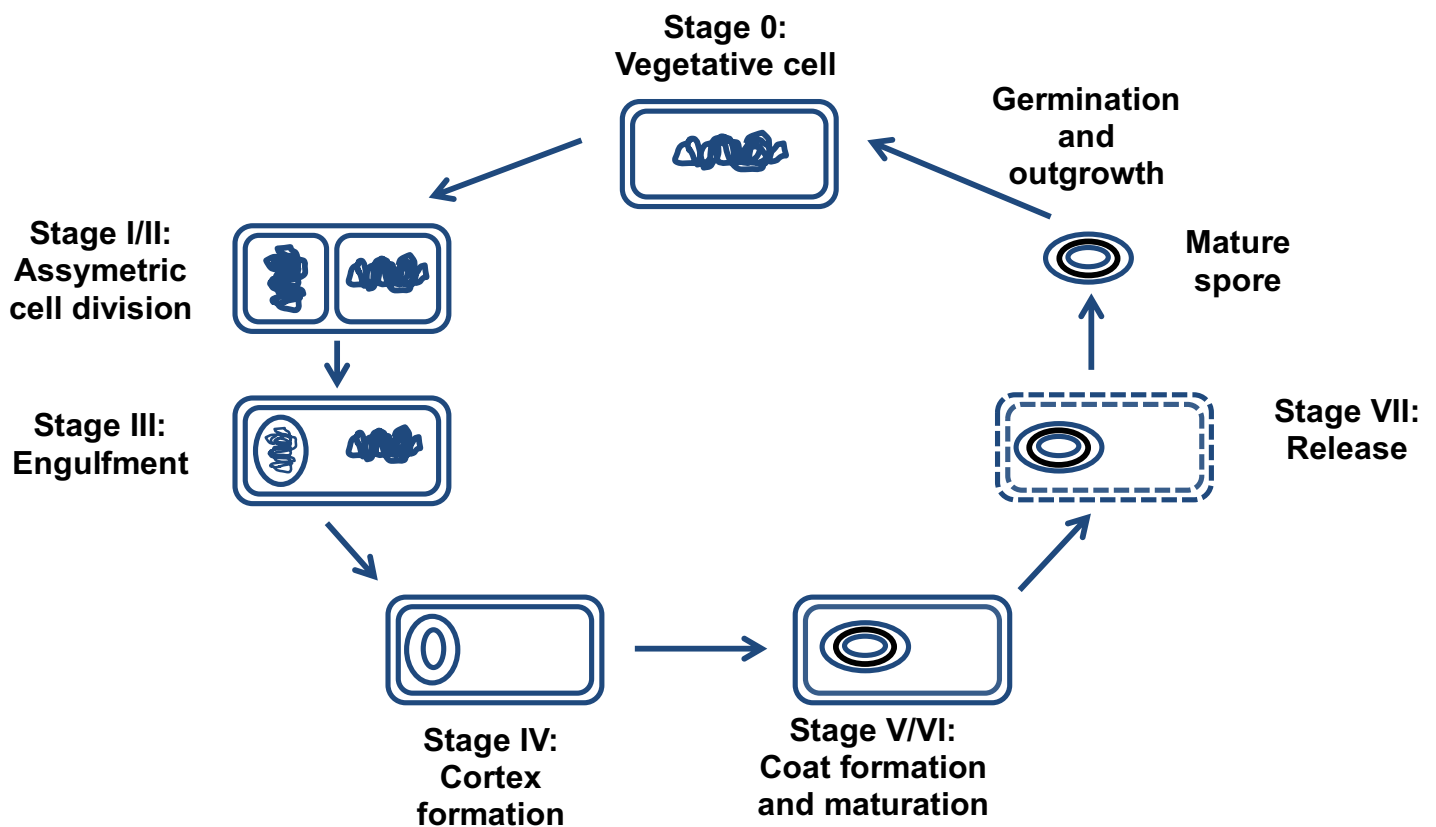 Stage 0:
Vegetative cell
Germination
and
outgrowth
Stage I/II:
Assymetric
cell division
Mature
spore
Stage III:
Engulfment
Stage VII:
Release
Stage IV:
Cortex
formation
Stage V/VI:
Coat formation
and maturation